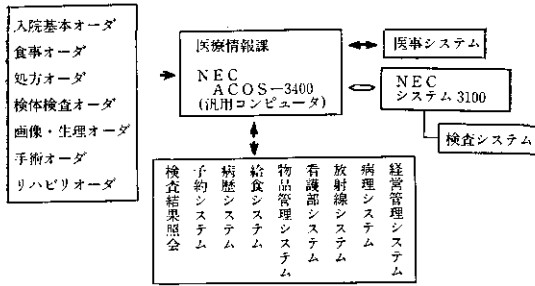 入院基本オーダ
食事オーダ
処方オーダ
検体検査オーダ
画像・生理オーダ
手術オーダ
リハビリオーダ
医療情報課
NEC
ACOS-3400
(汎用コンピュータ)
医事システム
NEC
システム3100
検査システム
検査結果照会
予約システム
病歴システム
給食システム
物品管理システム
看護部システム
放射線システム
病理システム
経営管理システム